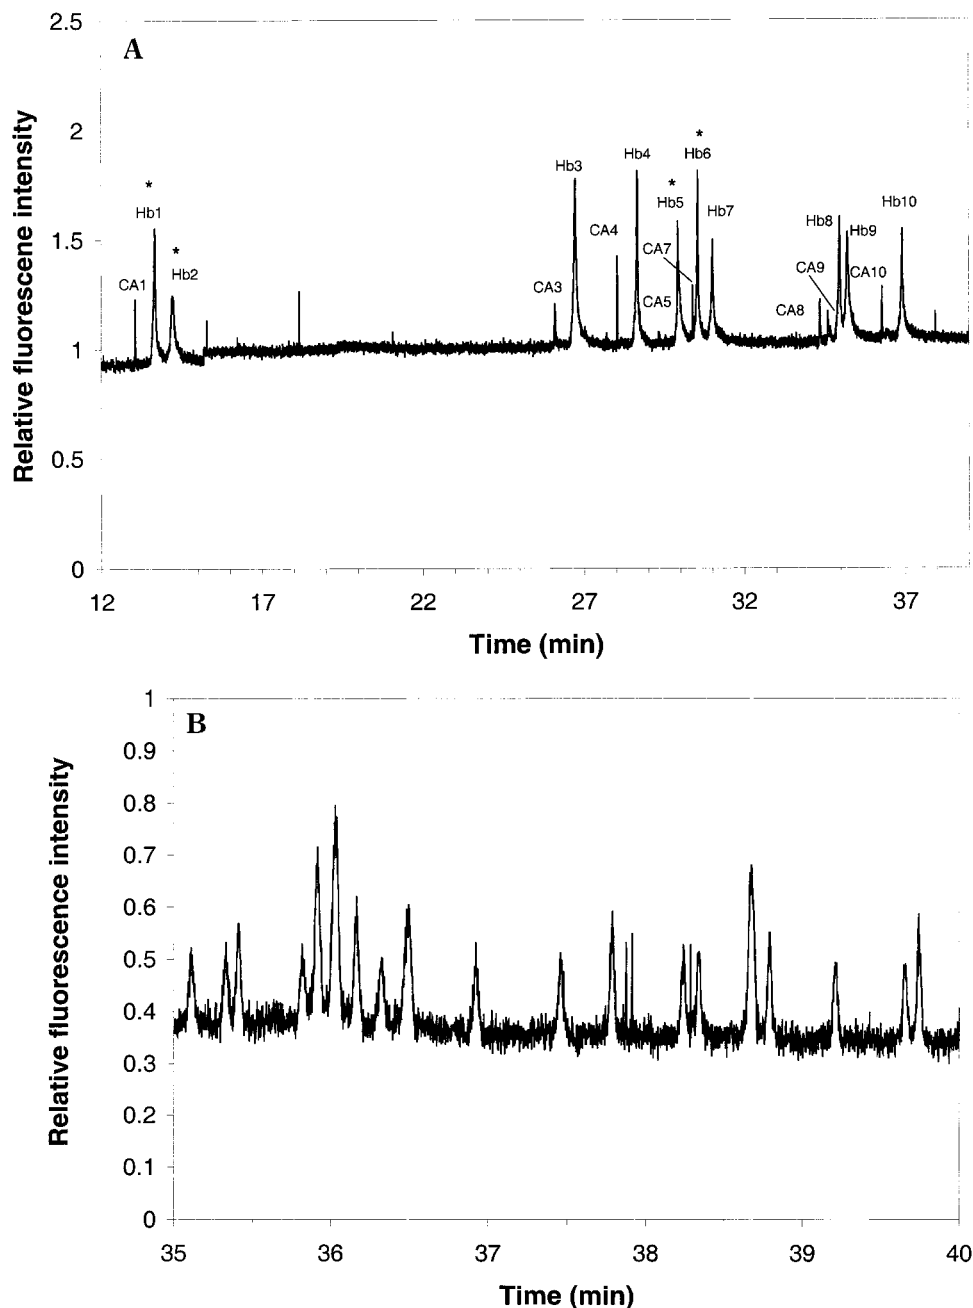 A
Relative fluorescene intensity
2.5
2
1.5
1
0.5
0
CA1
*
Hb1
*
Hb2
CA3
Hb3
CA4
Hb4
CA5
CA7
*
Hb5
*
Hb6
Hb7
CA8
CA9
Hb8
Hb9
CA10
Hb10
12 17 22 27 32 37
Time (min)
B
Relative fluorescence intensity
1
0.9
0.8
0.7
0.6
0.5
0.4
0.3
0.2
0.1
0
35 36 37 38 39 40
Time (min)